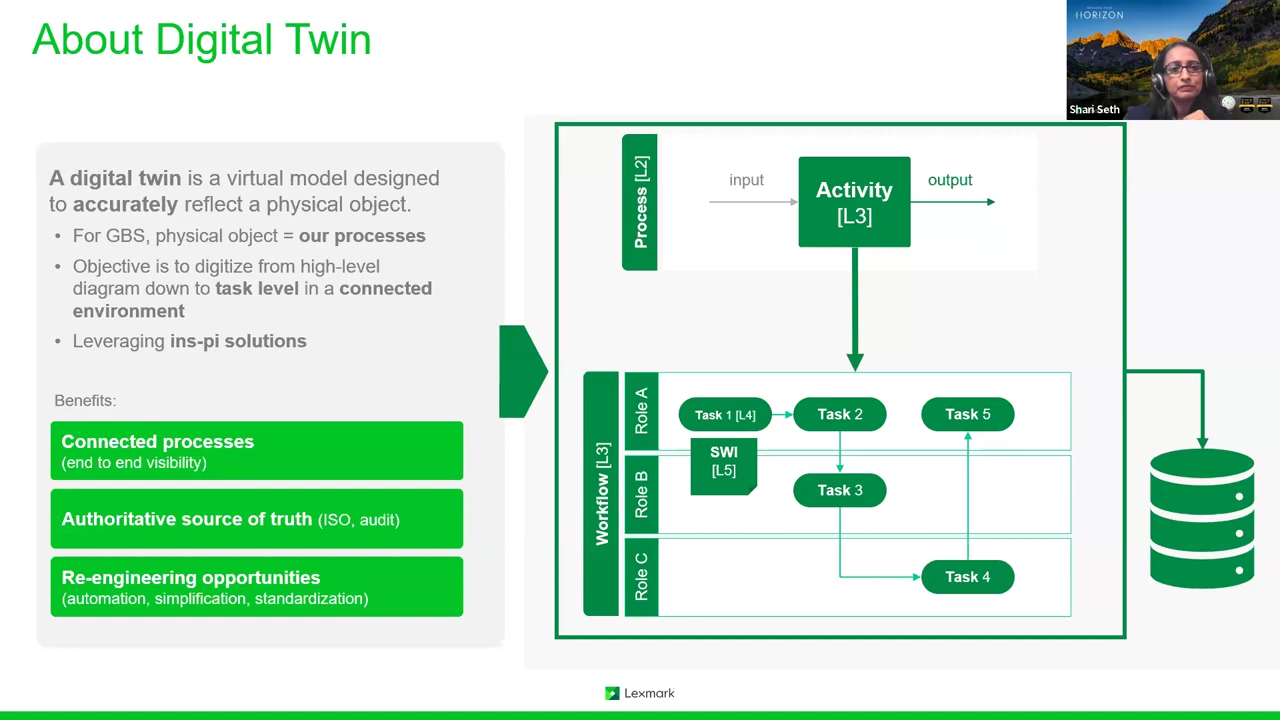 About Digital Twin
HORIZON
Shari Seth
A digital twin is a virtual model designed
to accurately reflect a physical object.
• For GBS, physical object = our processes
• Objective is to digitize from high-level
diagram down to task level in a connected
environment
• Leveraging ins-pi solutions
Benefits:
Connected processes
(end to end visibility)
Authoritative source of truth (ISO, audit)
Re-engineering opportunities
(automation, simplification, standardization)
Process [L2]
input
Activity
[L3]
output
Workflow [L3]
Role A
Task 1 [L4]
Task 2
Task 5
SWI
[L5]
Role B
Task 3
Role C
Task 4
Lexmark